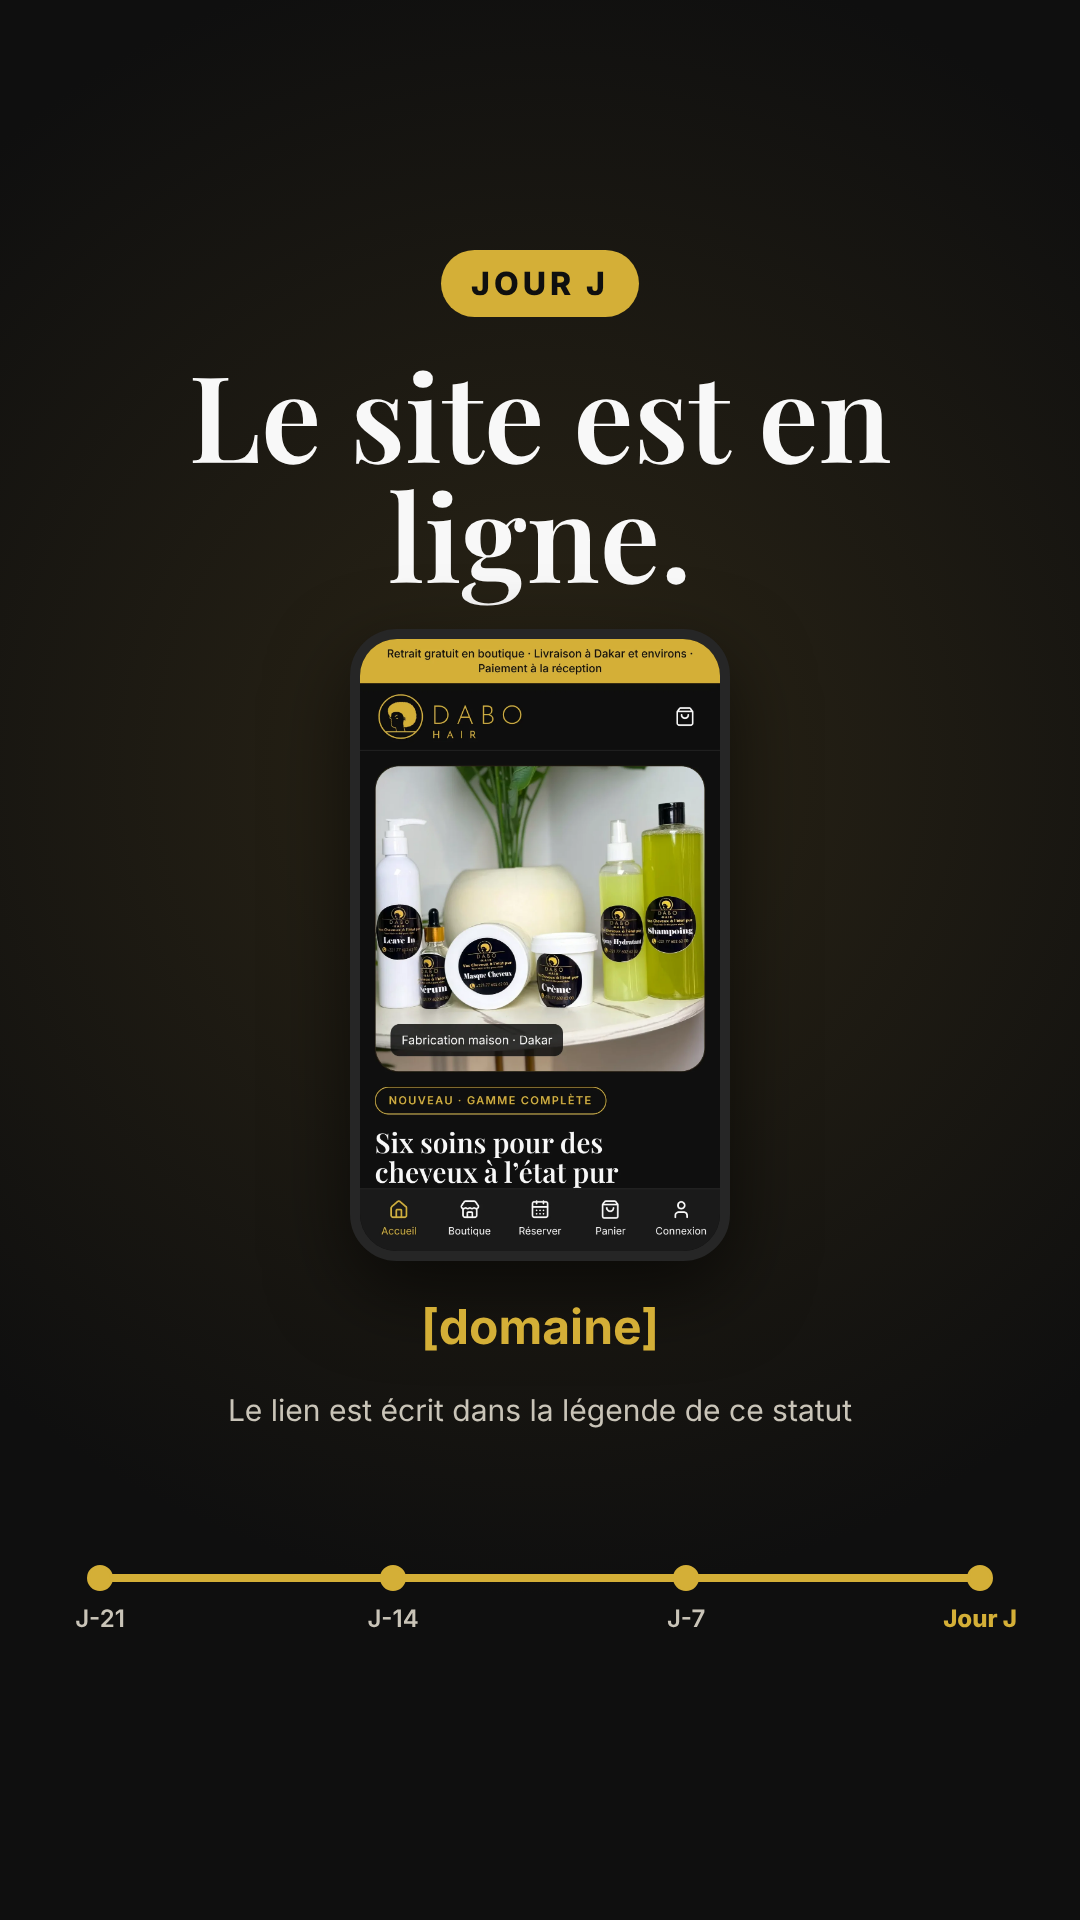 JOUR J
Le site est en
ligne.
Retrait gratuit en boutique · Livraison à Dakar et environs ·
Paiement à la réception
DABO
HAIR
Leave In
Sérum
Masque Cheveux
Crème
Spray Hydratant
Shampoing
Fabrication maison · Dakar
NOUVEAU · GAMME COMPLÈTE
Six soins pour des
cheveux à l’état pur
Accueil
Boutique
Réserver
Panier
Connexion
[domaine]
Le lien est écrit dans la légende de ce statut
J-21
J-14
J-7
Jour J